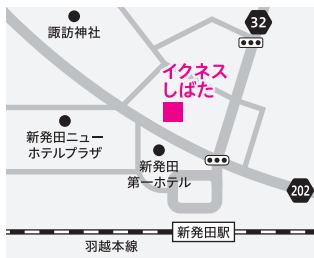 32
諏訪神社
イクネス
しばた
新発田ニュー
ホテルプラザ
新発田
第一ホテル
202
新発田駅
羽越本線